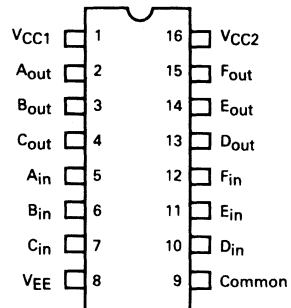 VCC1 1 16 VCC2
Aout 2 15 Fout
Bout 3 14 Eout
Cout 4 13 Dout
Ain 5 12 Fin
Bin 6 11 Ein
Cin 7 10 Din
VEE 8 9 Common